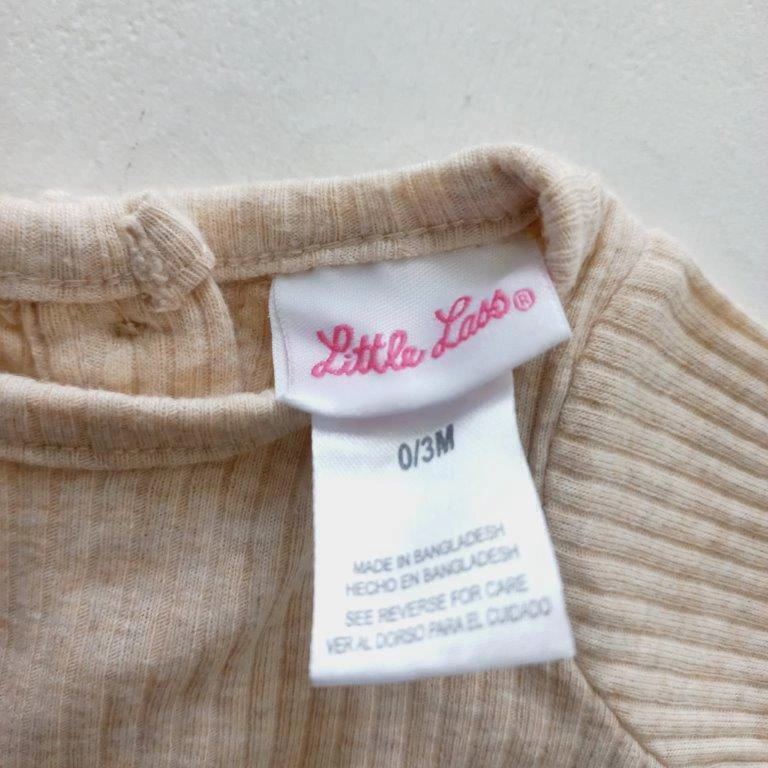 Little Lass®
0/3M
MADE IN BANGLADESH
HECHO EN BANGLADESH
SEE REVERSE FOR CARE
VER AL DORSO PARA EL CUIDADO